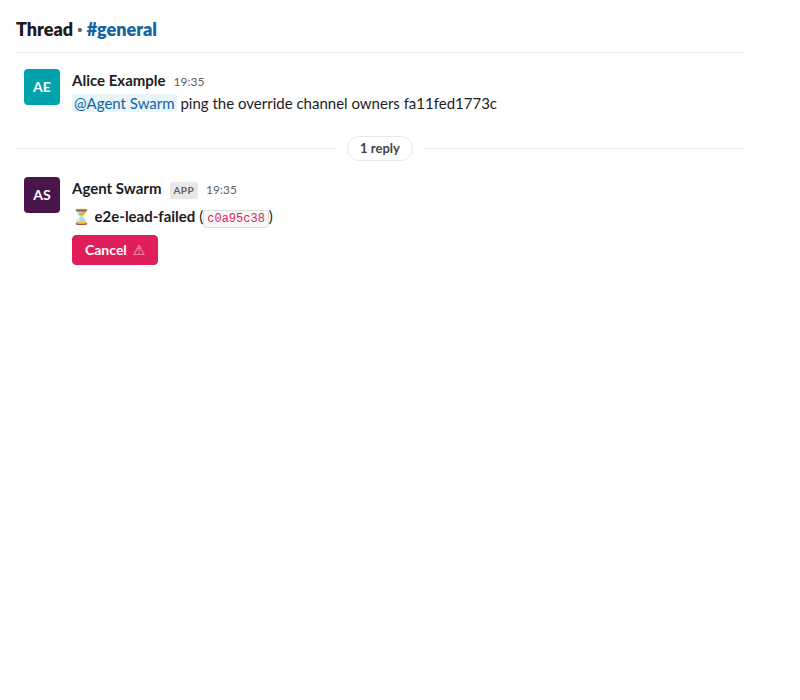 Thread • #general
AE
Alice Example 19:35
@Agent Swarm ping the override channel owners fa11fed1773c
1 reply
AS
Agent Swarm APP 19:35
⏳ e2e-lead-failed (c0a95c38)
Cancel ⚠